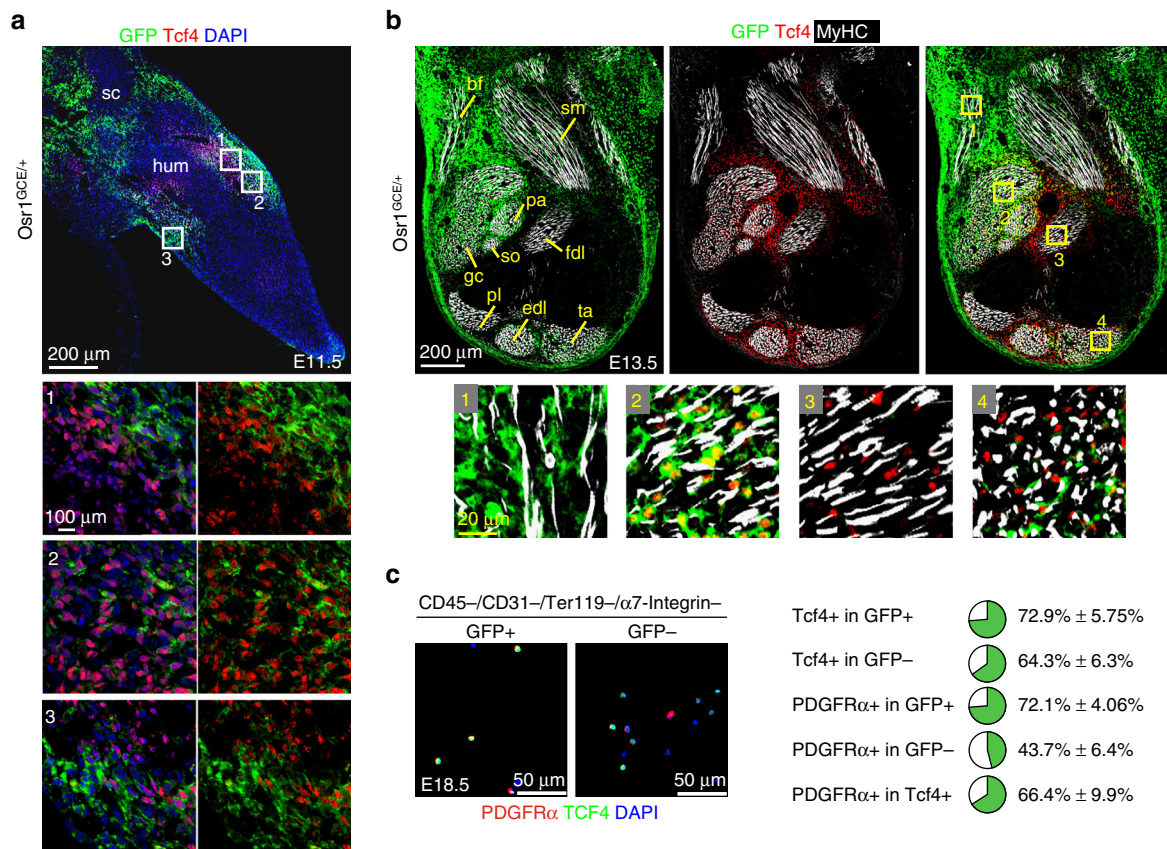 a
GFP Tcf4 DAPI
Osr1GCE/+
sc
hum
1
2
3
200 μm
E11.5
1
100 μm
2
3
b
GFP Tcf4 MyHC
Osr1GCE/+
bf
sm
pa
so
fdl
gc
pl
edl
ta
200 μm
E13.5
1
2
3
4
1
2
3
4
20 μm
c
CD45–/CD31–/Ter119–/α7-Integrin–
GFP+
GFP–
E18.5
50 μm
50 μm
PDGFRα TCF4 DAPI
Tcf4+ in GFP+ 72.9% ± 5.75%
Tcf4+ in GFP– 64.3% ± 6.3%
PDGFRα+ in GFP+ 72.1% ± 4.06%
PDGFRα+ in GFP– 43.7% ± 6.4%
PDGFRα+ in Tcf4+ 66.4% ± 9.9%